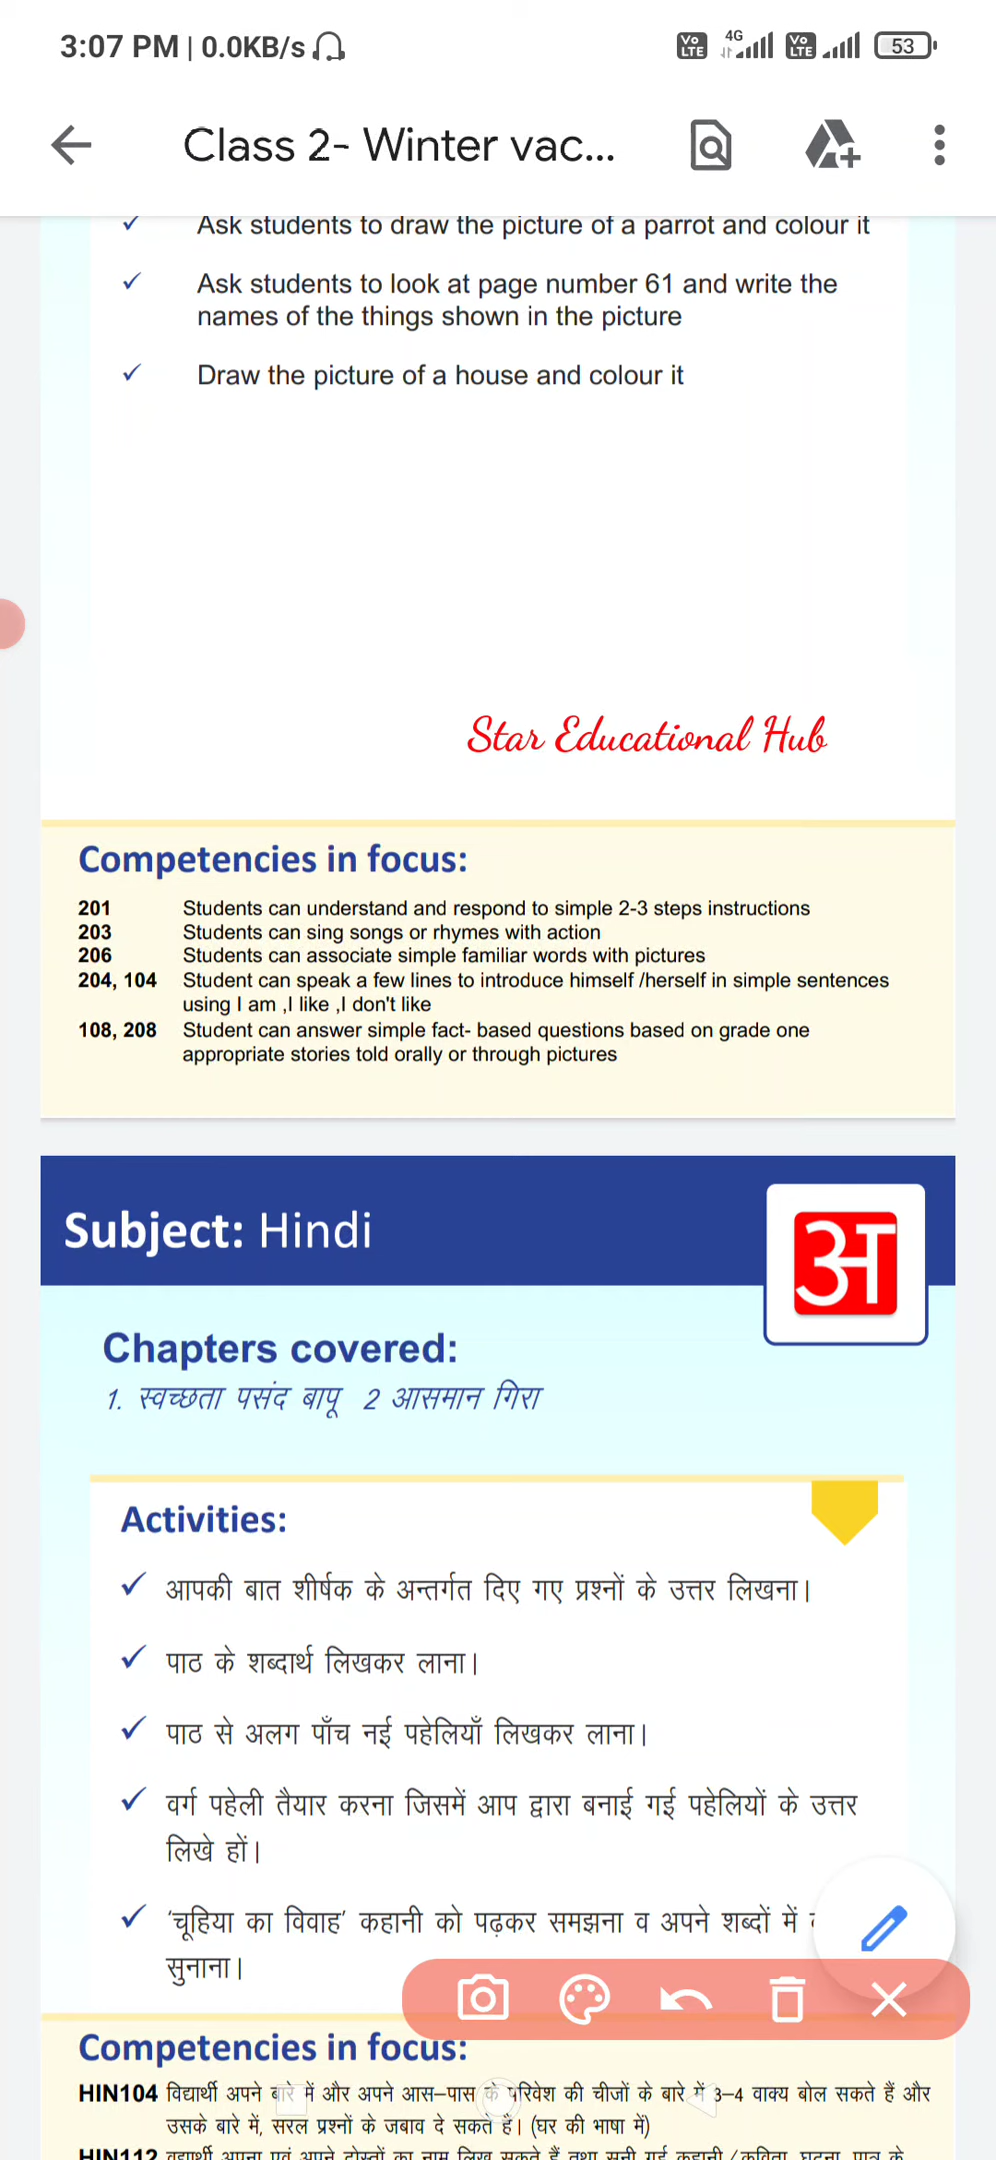 3:07 PM | 0.0KB/s
Vo LTE 4G Vo LTE 53
Class 2- Winter vac...
Ask students to draw the picture of a parrot and colour it
Ask students to look at page number 61 and write the
names of the things shown in the picture
Draw the picture of a house and colour it
Star Educational Hub
Competencies in focus:
201 Students can understand and respond to simple 2-3 steps instructions
203 Students can sing songs or rhymes with action
206 Students can associate simple familiar words with pictures
204, 104 Student can speak a few lines to introduce himself /herself in simple sentences
using I am ,I like ,I don't like
108, 208 Student can answer simple fact- based questions based on grade one
appropriate stories told orally or through pictures
Subject: Hindi
अ
Chapters covered:
1. स्वच्छता पसंद बापू 2 आसमान गिरा
Activities:
आपकी बात शीर्षक के अन्तर्गत दिए गए प्रश्नों के उत्तर लिखना।
पाठ के शब्दार्थ लिखकर लाना।
पाठ से अलग पाँच नई पहेलियाँ लिखकर लाना।
वर्ग पहेली तैयार करना जिसमें आप द्वारा बनाई गई पहेलियों के उत्तर
लिखे हों।
'चूहिया का विवाह' कहानी को पढ़कर समझना व अपने शब्दों में
सुनाना।
Competencies in focus:
HIN104 विद्यार्थी अपने बारे में और अपने आस–पास के परिवेश की चीजों के बारे में 3–4 वाक्य बोल सकते हैं और
उसके बारे में, सरल प्रश्नों के जबाव दे सकते है। (घर की भाषा में)
HIN112